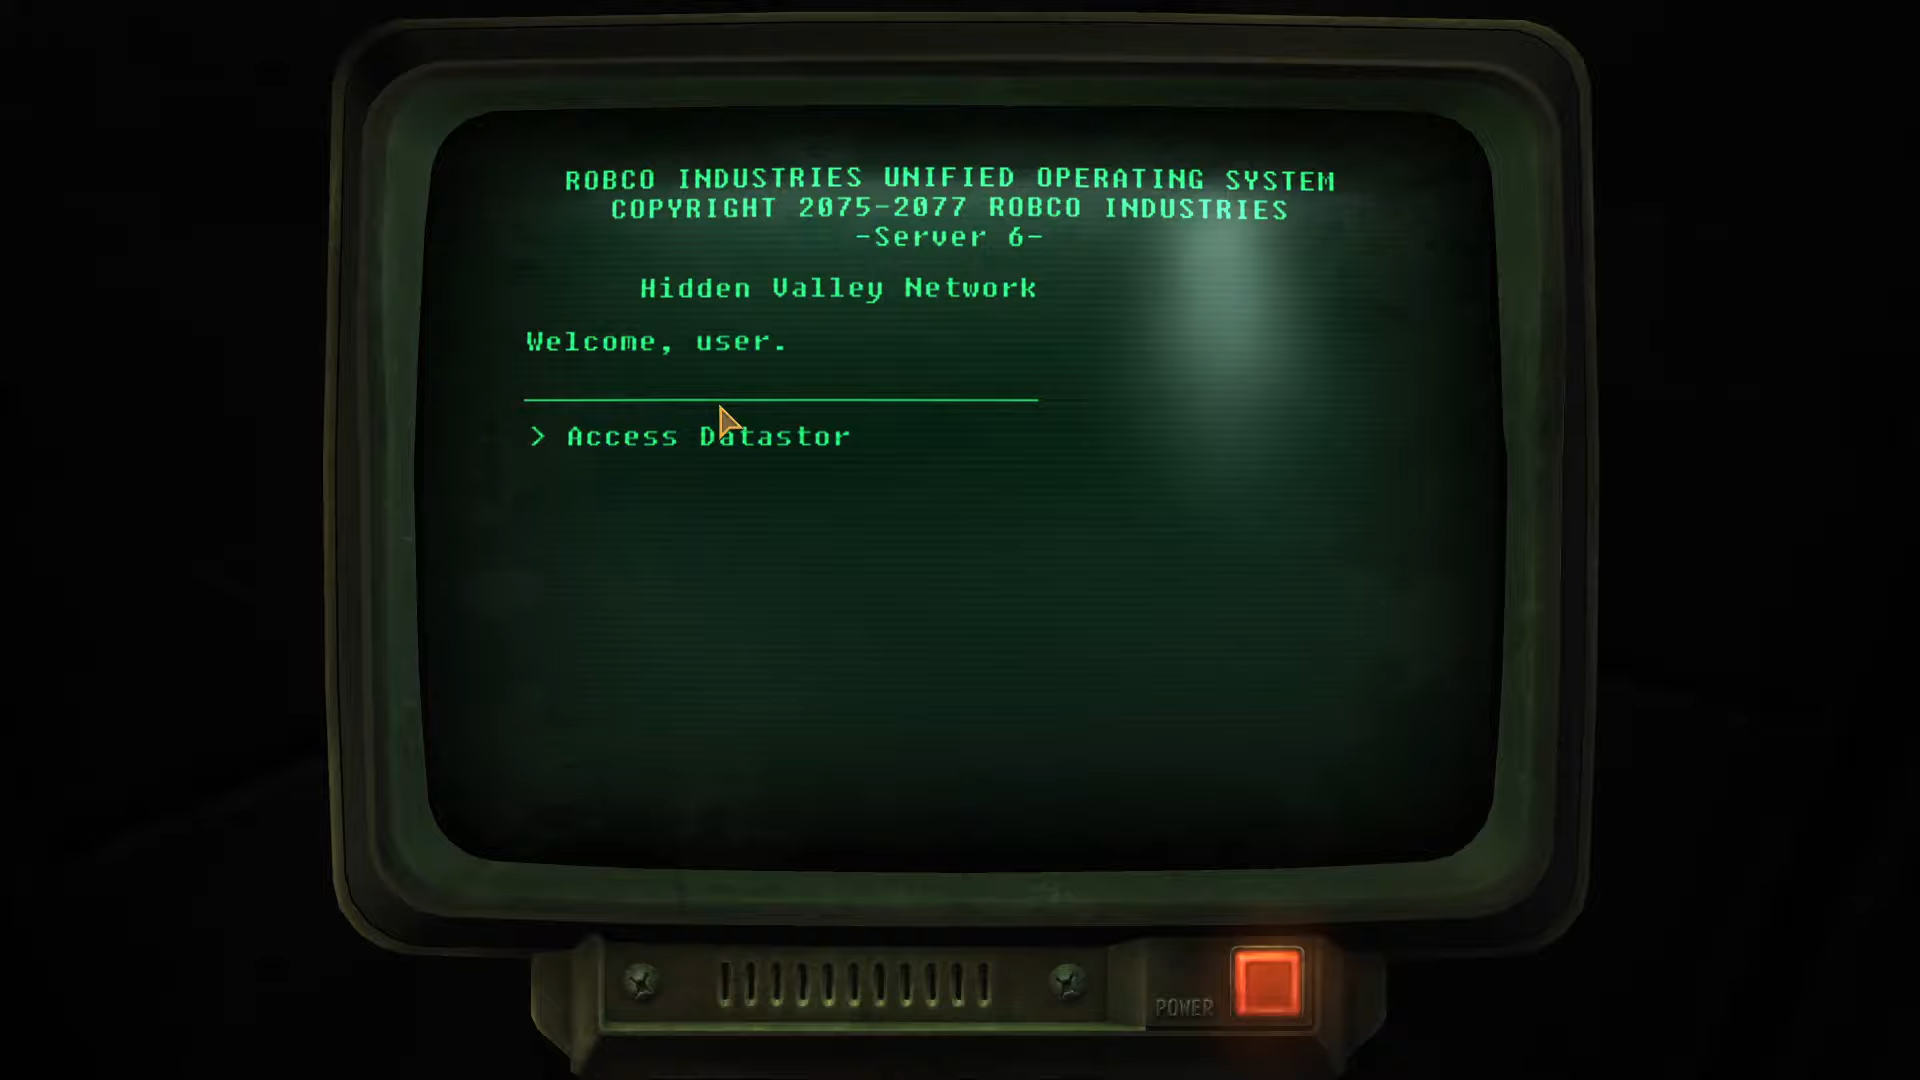 ROBCO INDUSTRIES UNIFIED OPERATING SYSTEM
COPYRIGHT 2075-2077 ROBCO INDUSTRIES
-Server 6-
Hidden Valley Network
Welcome, user.
> Access Datastor
POWER